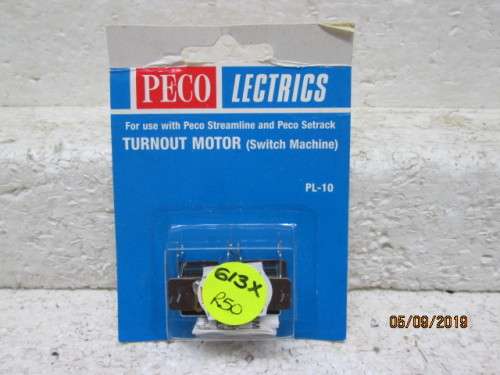 PECO LECTRICS
For use with Peco Streamline and Peco Setrack
TURNOUT MOTOR (Switch Machine)
PL-10
613X
R50
05/09/2019